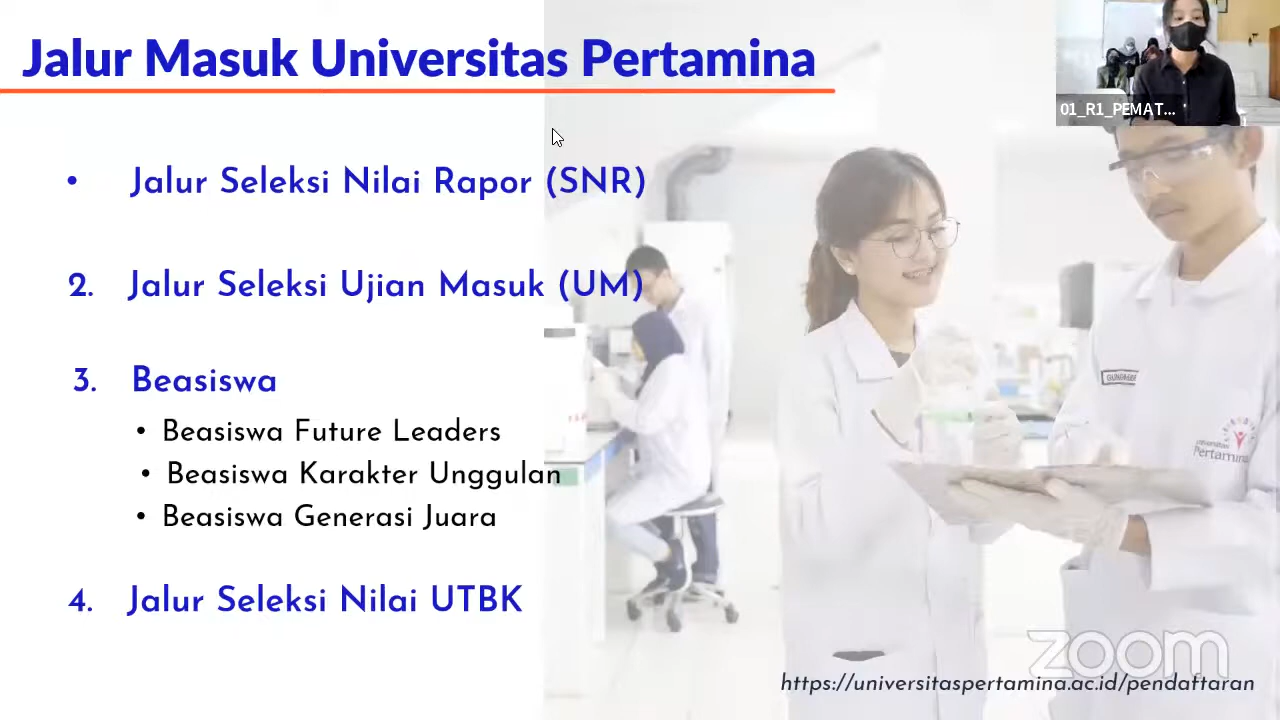 Jalur Masuk Universitas Pertamina
01_R1_PEMAT...
• Jalur Seleksi Nilai Rapor (SNR)
2. Jalur Seleksi Ujian Masuk (UM)
3. Beasiswa
• Beasiswa Future Leaders
• Beasiswa Karakter Unggulan
• Beasiswa Generasi Juara
4. Jalur Seleksi Nilai UTBK
universitas
Pertamina
zoom
https://universitaspertamina.ac.id/pendaftaran